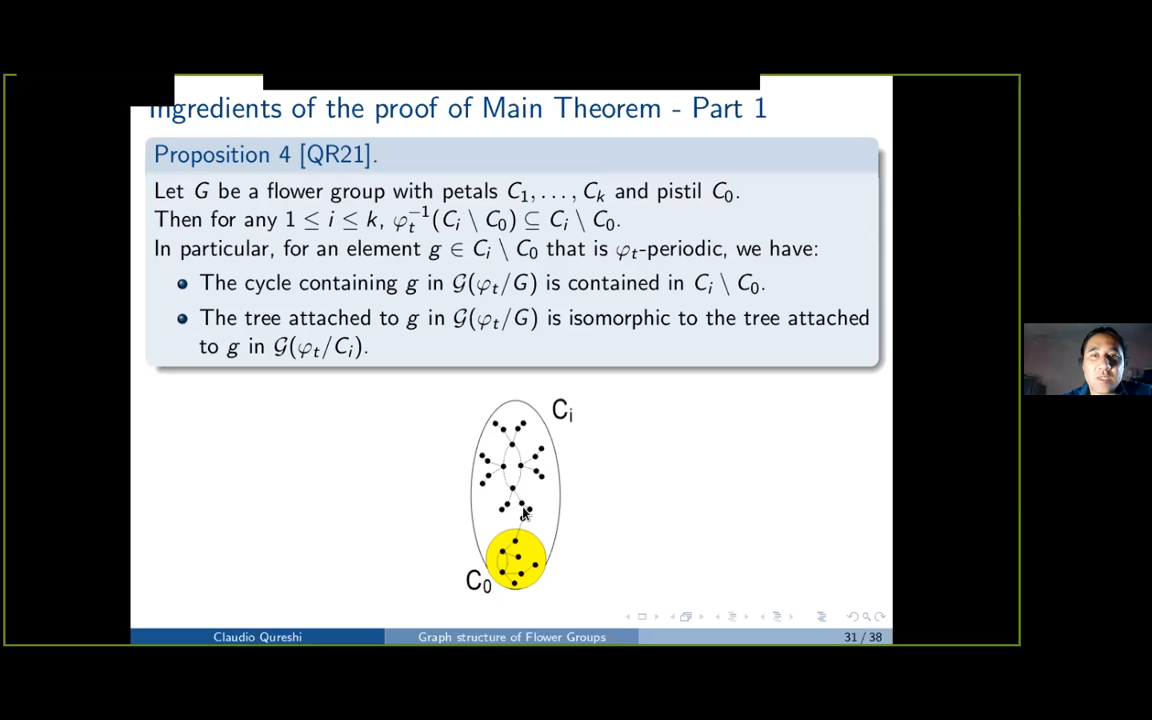 Ingredients of the proof of Main Theorem - Part 1
Proposition 4 [QR21].
Let G be a flower group with petals C₁, . . . , Cₖ and pistil C₀.
Then for any 1 ≤ i ≤ k, φₜ⁻¹(Cᵢ \ C₀) ⊆ Cᵢ \ C₀.
In particular, for an element g ∈ Cᵢ \ C₀ that is φₜ-periodic, we have:
The cycle containing g in 𝒢(φₜ/G) is contained in Cᵢ \ C₀.
The tree attached to g in 𝒢(φₜ/G) is isomorphic to the tree attached
to g in 𝒢(φₜ/Cᵢ).
Cᵢ
C₀
Claudio Qureshi
Graph structure of Flower Groups
31 / 38